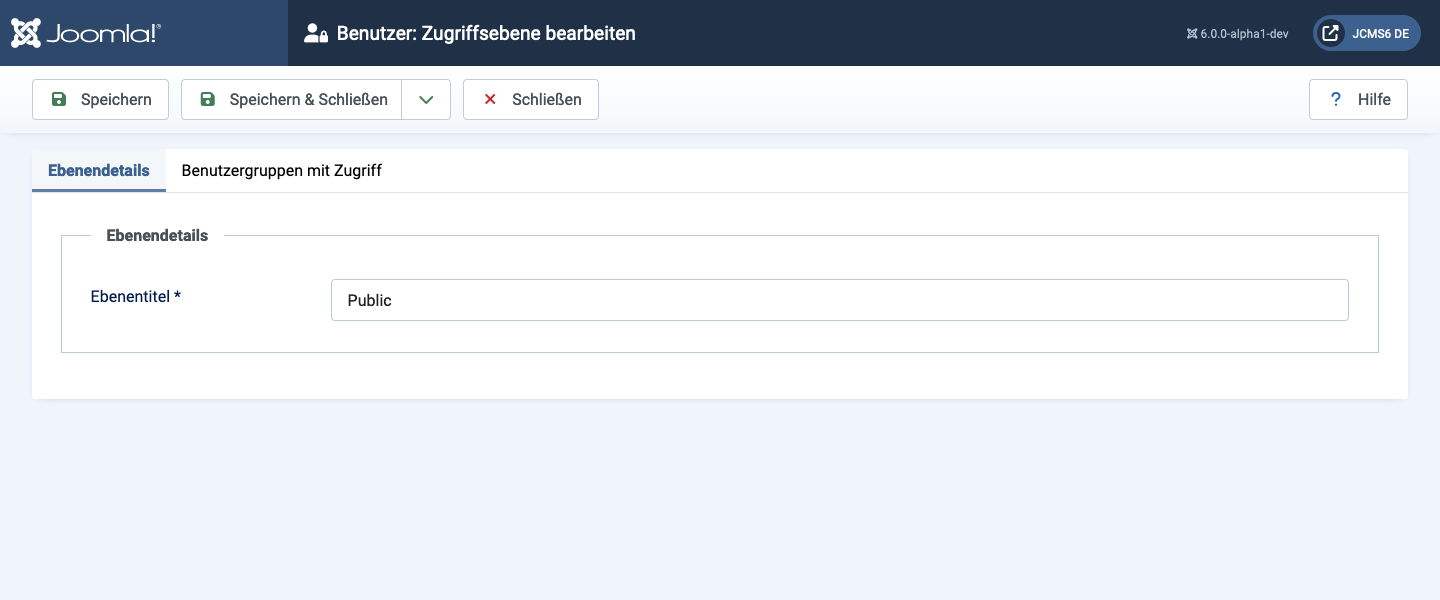 Joomla!®
Benutzer: Zugriffsebene bearbeiten
6.0.0-alpha1-dev
JCMS6 DE
Speichern
Speichern & Schließen
Schließen
? Hilfe
Ebenendetails
Benutzergruppen mit Zugriff
Ebenendetails
Ebenentitel *
Public